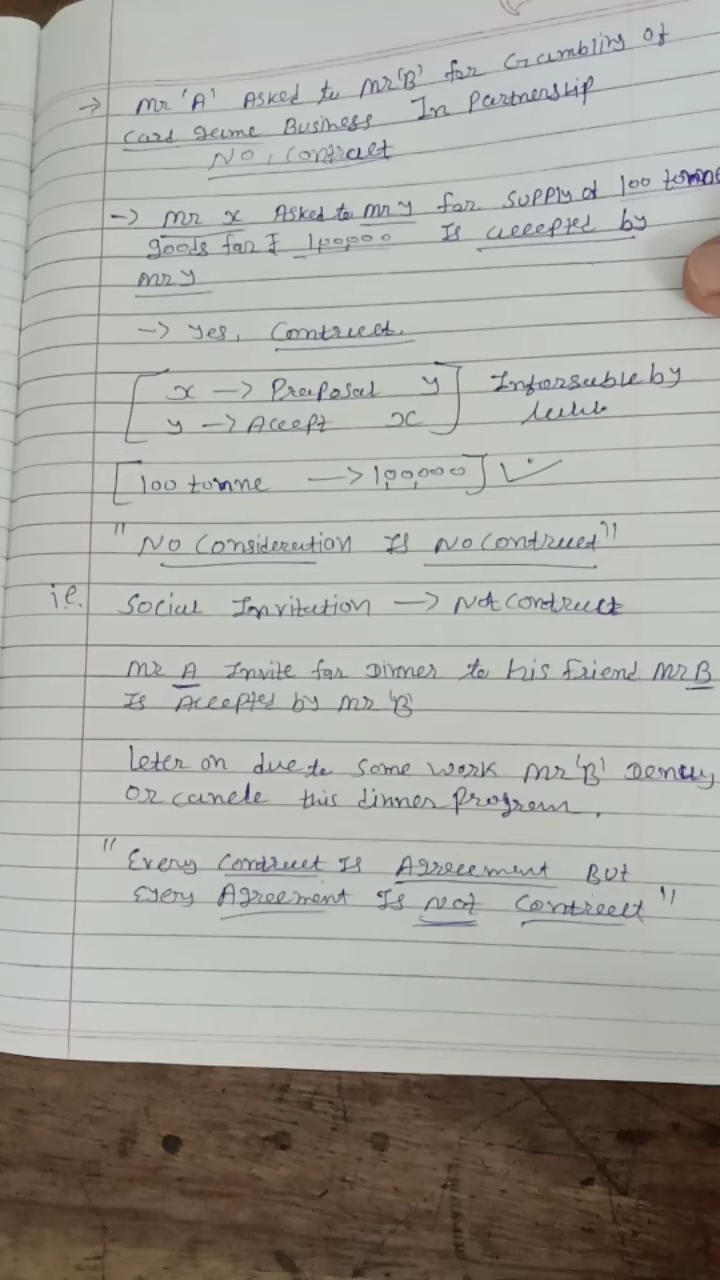 → Mr 'A' Asked to Mr 'B' for Gambling of
Card Game Business In Partnership
No, Contract
→ Mr x Asked to Mr y for supply of 100 tonne
goods for ₹ 1,00,000 Is accepted by
Mr y
→ Yes, Contract.
x → Proposal y
y → Accept x
Inforsable by
[100 tonne → 1,00,000] ✓
"No Consideration Is No Contract"
i.e. Social Invitation → Not Contract
Mr A Invite for Dinner to his friend Mr B
Is Accepted by Mr 'B'
Leter on due to some work Mr 'B' Denay
or cancle this dinner Program.
"Every Contract Is Agreement But
Every Agreement Is not Contract"